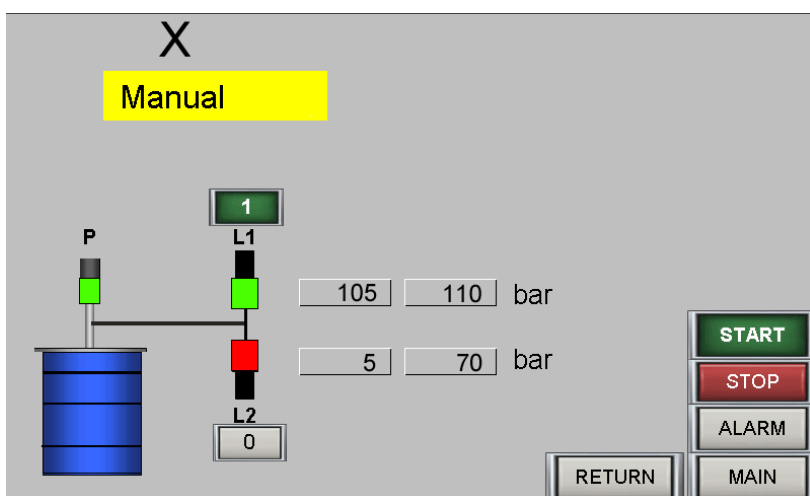 X
Manual
1
P
L1
105 110 bar
5 70 bar
L2
0
START
STOP
ALARM
RETURN
MAIN